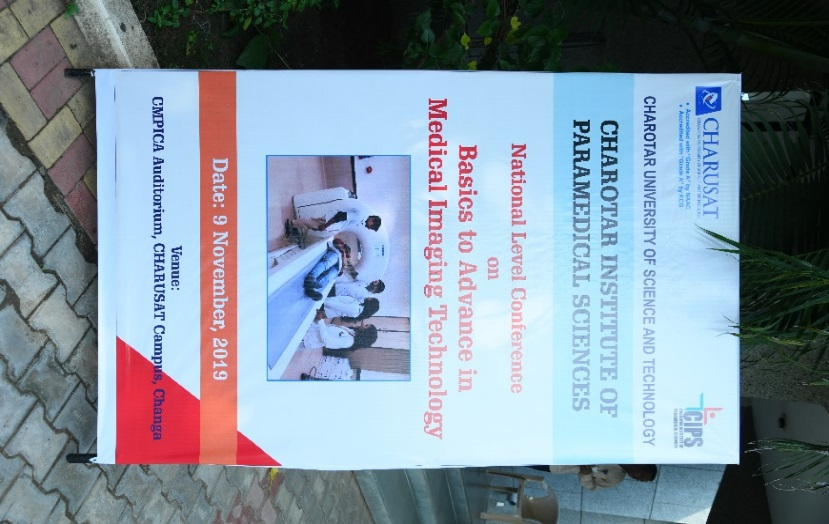 CHARUSAT
• Accredited with "Grade A" by NAAC
• Accredited with "Grade A" by KCG
CIPS
CHAROTAR UNIVERSITY OF SCIENCE AND TECHNOLOGY
CHAROTAR INSTITUTE OF
PARAMEDICAL SCIENCES
National Level Conference
on
Basics to Advance in
Medical Imaging Technology
Date: 9 November, 2019
Venue:
CMPICA Auditorium, CHARUSAT Campus, Changa